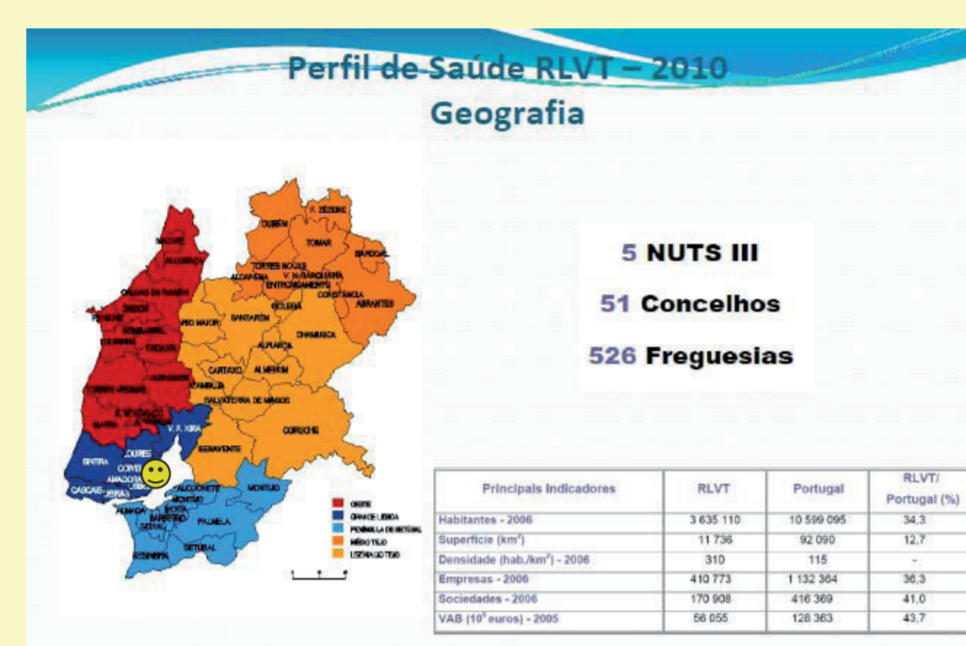 Perfil de Saúde RLVT – 2010
Geografia
F. ZÊZERE
OURÉM
TOMAR
NAZARÉ
SARDOAL
ALCOBAÇA
TORRES NOVAS
V. N. BARQUINHA
ALCANENA
ENTRONCAMENTO
CONSTÂNCIA
CALDAS DA RAINHA
ABRANTES
GOLEGÃ
PENICHE
RIO MAIOR
SANTARÉM
CHAMUSCA
CADAVAL
ALPIARÇA
CARTAXO
ALMEIRIM
AZAMBUJA
TORRES VEDRAS
SALVATERRA DE MAGOS
MAFRA
V. F. XIRA
CORUCHE
BENAVENTE
LOURES
SINTRA
AMADORA
CASCAIS
OEIRAS
ALCOCHETE
MONTIJO
MONTIJO
ALMADA
MOITA
BARREIRO
SEIXAL
PALMELA
SETÚBAL
SESIMBRA
OESTE
GRANDE LISBOA
PENÍNSULA DE SETÚBAL
MÉDIO TEJO
LEZÍRIA DO TEJO
5 NUTS III
51 Concelhos
526 Freguesias
Principais Indicadores RLVT Portugal RLVT/
Portugal (%)
Habitantes - 2006 3 635 110 10 599 095 34,3
Superfície (km²) 11 736 92 090 12,7
Densidade (hab./km²) - 2006 310 115 -
Empresas - 2006 410 773 1 132 364 36,3
Sociedades - 2006 170 908 416 369 41,0
VAB (10⁶ euros) - 2005 56 055 128 363 43,7